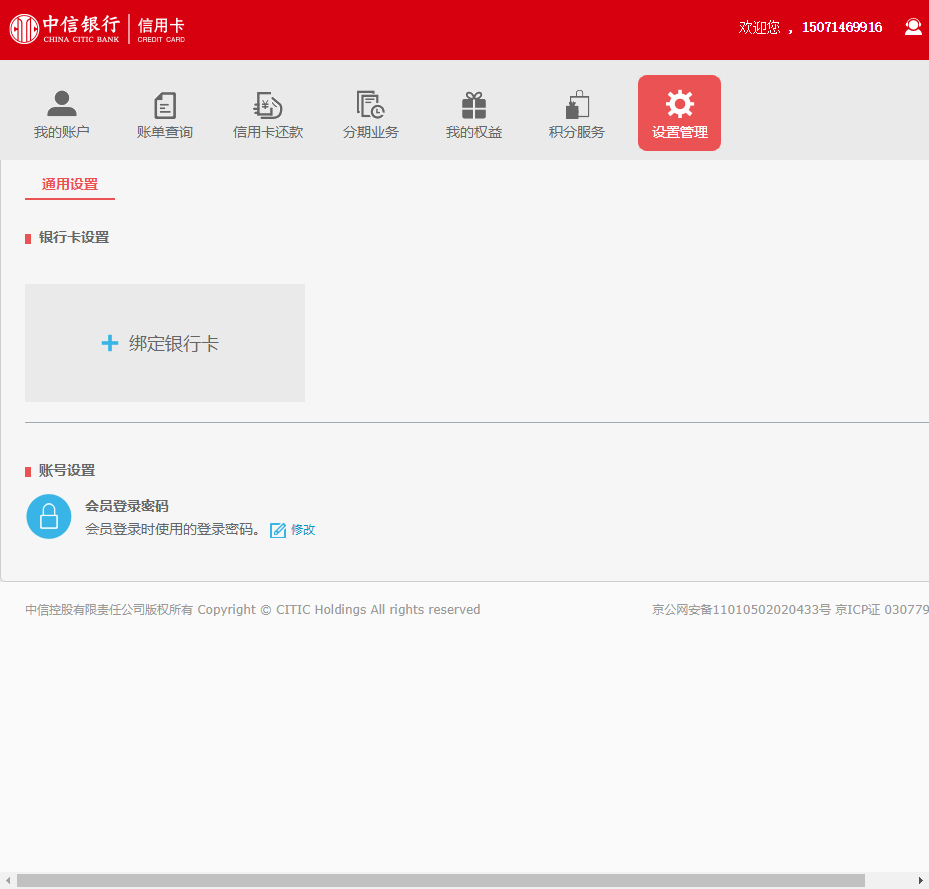 中信银行 信用卡
CHINA CITIC BANK CREDIT CARD
欢迎您 ，15071469916
我的账户 账单查询 信用卡还款 分期业务 我的权益 积分服务 设置管理
通用设置
银行卡设置
+ 绑定银行卡
账号设置
会员登录密码
会员登录时使用的登录密码。 修改
中信控股有限责任公司版权所有 Copyright © CITIC Holdings All rights reserved 京公网安备11010502020433号 京ICP证 030779